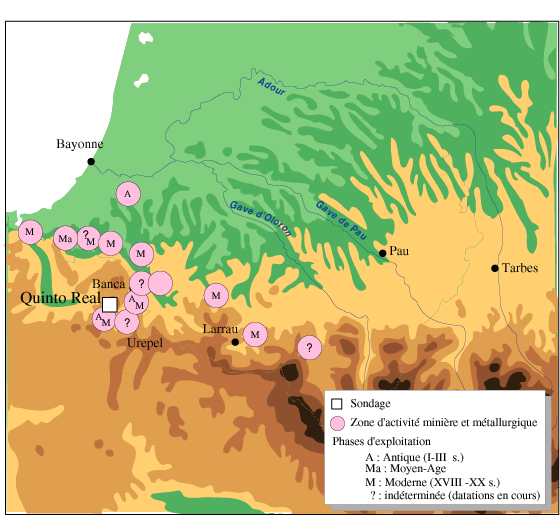 Adour
Bayonne
A
Gave d'Oloron
Gave de Pau
M
Ma
?
M
M
M
Pau
Tarbes
Banca
?
Quinto Real
A
M
M
A
M
?
Larrau
M
Urepel
?
Sondage
Zone d'activité minière et métallurgique
Phases d'exploitation
A : Antique (I-III s.)
Ma : Moyen-Age
M : Moderne (XVIII -XX s.)
? : indéterminée (datations en cours)